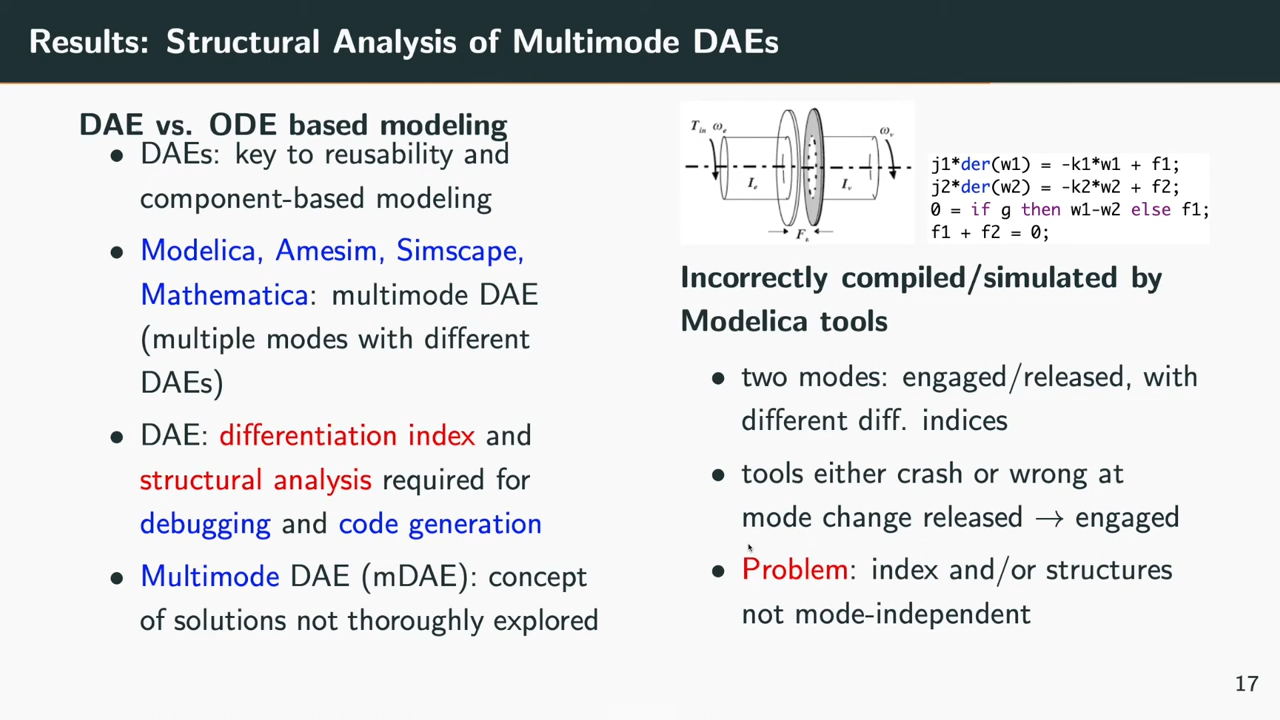 Results: Structural Analysis of Multimode DAEs
DAE vs. ODE based modeling
• DAEs: key to reusability and
component-based modeling
• Modelica, Amesim, Simscape,
Mathematica: multimode DAE
(multiple modes with different
DAEs)
• DAE: differentiation index and
structural analysis required for
debugging and code generation
• Multimode DAE (mDAE): concept
of solutions not thoroughly explored
T_in ω_e ω_v
I_e I_v
j1*der(w1) = -k1*w1 + f1;
j2*der(w2) = -k2*w2 + f2;
0 = if g then w1-w2 else f1;
f1 + f2 = 0;
Incorrectly compiled/simulated by
Modelica tools
• two modes: engaged/released, with
different diff. indices
• tools either crash or wrong at
mode change released → engaged
• Problem: index and/or structures
not mode-independent
17